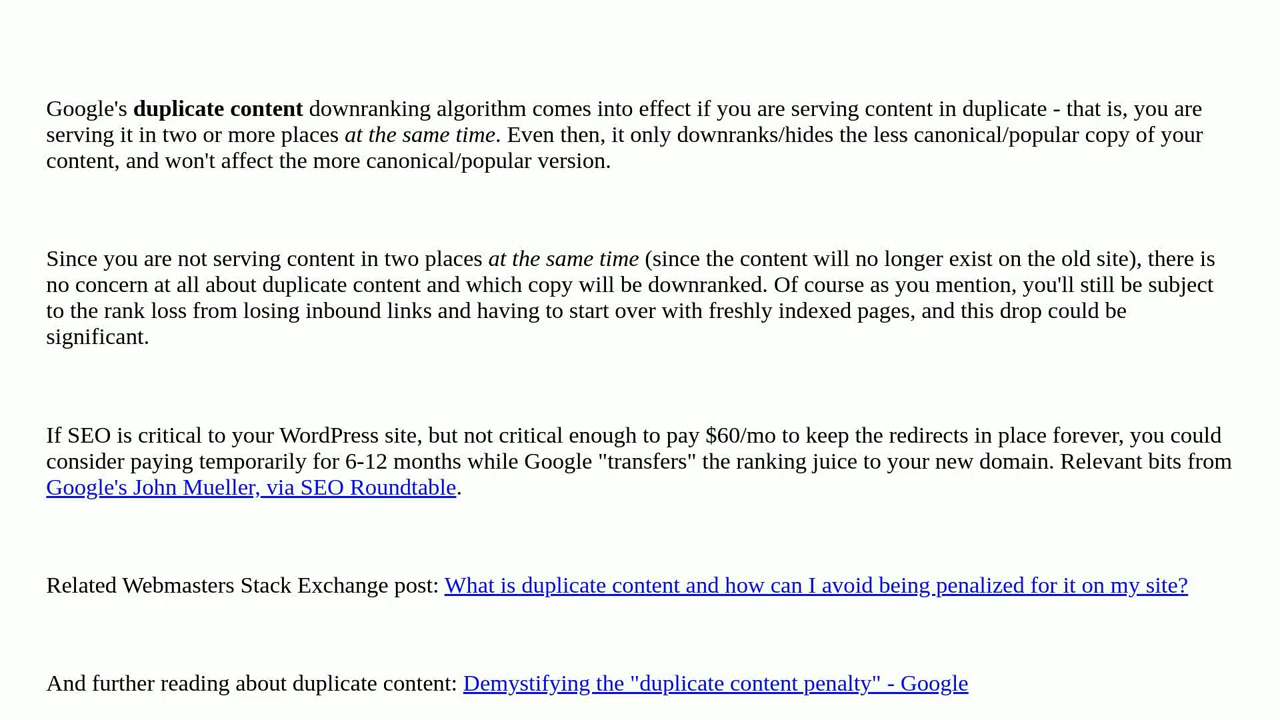 Google's duplicate content downranking algorithm comes into effect if you are serving content in duplicate - that is, you are
serving it in two or more places at the same time. Even then, it only downranks/hides the less canonical/popular copy of your
content, and won't affect the more canonical/popular version.
Since you are not serving content in two places at the same time (since the content will no longer exist on the old site), there is
no concern at all about duplicate content and which copy will be downranked. Of course as you mention, you'll still be subject
to the rank loss from losing inbound links and having to start over with freshly indexed pages, and this drop could be
significant.
If SEO is critical to your WordPress site, but not critical enough to pay $60/mo to keep the redirects in place forever, you could
consider paying temporarily for 6-12 months while Google "transfers" the ranking juice to your new domain. Relevant bits from
Google's John Mueller, via SEO Roundtable.
Related Webmasters Stack Exchange post: What is duplicate content and how can I avoid being penalized for it on my site?
And further reading about duplicate content: Demystifying the "duplicate content penalty" - Google